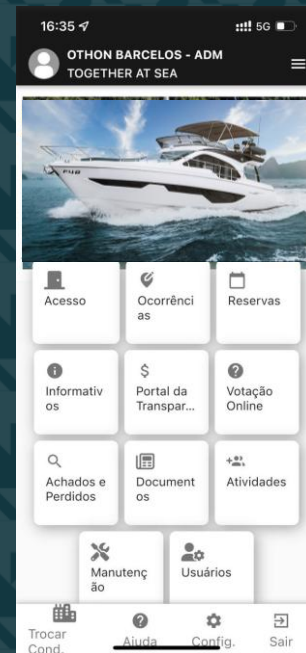 16:35
5G
OTHON BARCELOS - ADM
TOGETHER AT SEA
Acesso
Ocorrênci
as
Reservas
Informativ
os
Portal da
Transpar...
Votação
Online
Achados e
Perdidos
Document
os
Atividades
Manutenç
ão
Usuários
Trocar
Cond.
Ajuda
Config.
Sair